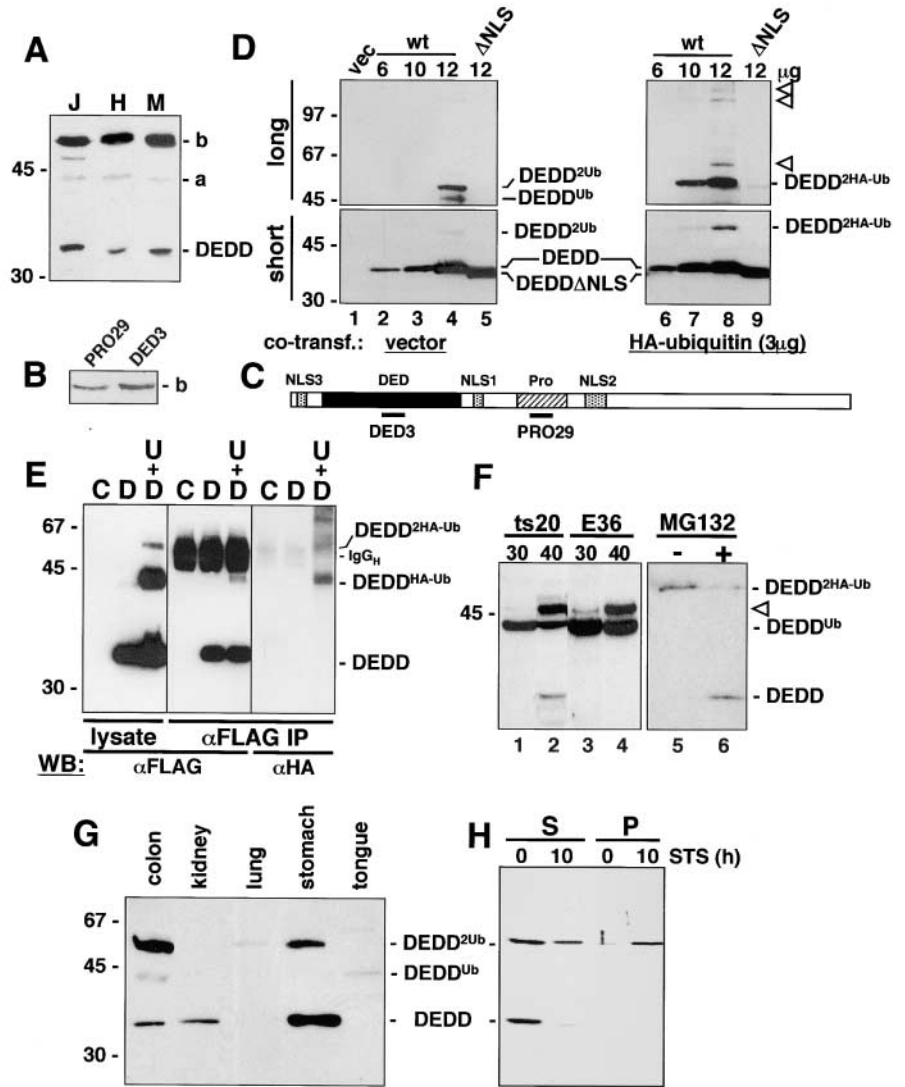 A
J H M
45 -
30 -
- b
- a
- DEDD
B
PRO29
DED3
- b
C
NLS3 DED NLS1 Pro NLS2
DED3 PRO29
D
vec wt ΔNLS
6 10 12 12
wt ΔNLS
6 10 12 12
μg
long
97 -
67 -
45 -
DEDD2Ub
DEDDUb
- DEDD2HA-Ub
short
45 -
30 -
- DEDD2Ub
DEDD
DEDDΔNLS
- DEDD2HA-Ub
1 2 3 4 5
6 7 8 9
co-transf.: vector
HA-ubiquitin (3μg)
E
C D U+D C D U+D C D U+D
67 -
45 -
30 -
DEDD2HA-Ub
- IgGH
- DEDDHA-Ub
- DEDD
lysate αFLAG IP
WB: αFLAG αHA
F
ts20 E36 MG132
30 40 30 40 - +
45 -
- DEDD2HA-Ub
- DEDDUb
- DEDD
1 2 3 4 5 6
G
colon kidney lung stomach tongue
67 -
45 -
30 -
- DEDD2Ub -
- DEDDUb
- DEDD -
H
S P
0 10 0 10 STS (h)